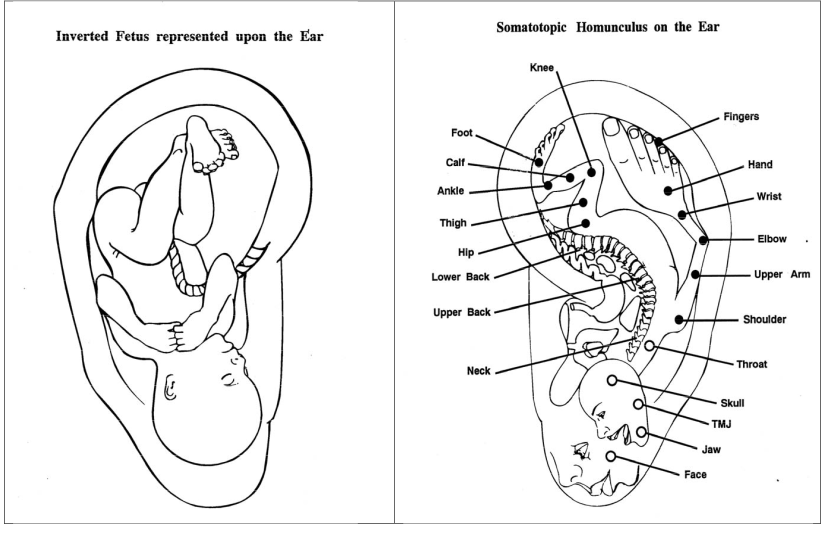 Inverted Fetus represented upon the Ear
Somatotopic Homunculus on the Ear
Knee
Fingers
Foot
Calf
Hand
Ankle
Wrist
Thigh
Elbow
Hip
Lower Back
Upper Arm
Upper Back
Shoulder
Throat
Neck
Skull
TMJ
Jaw
Face